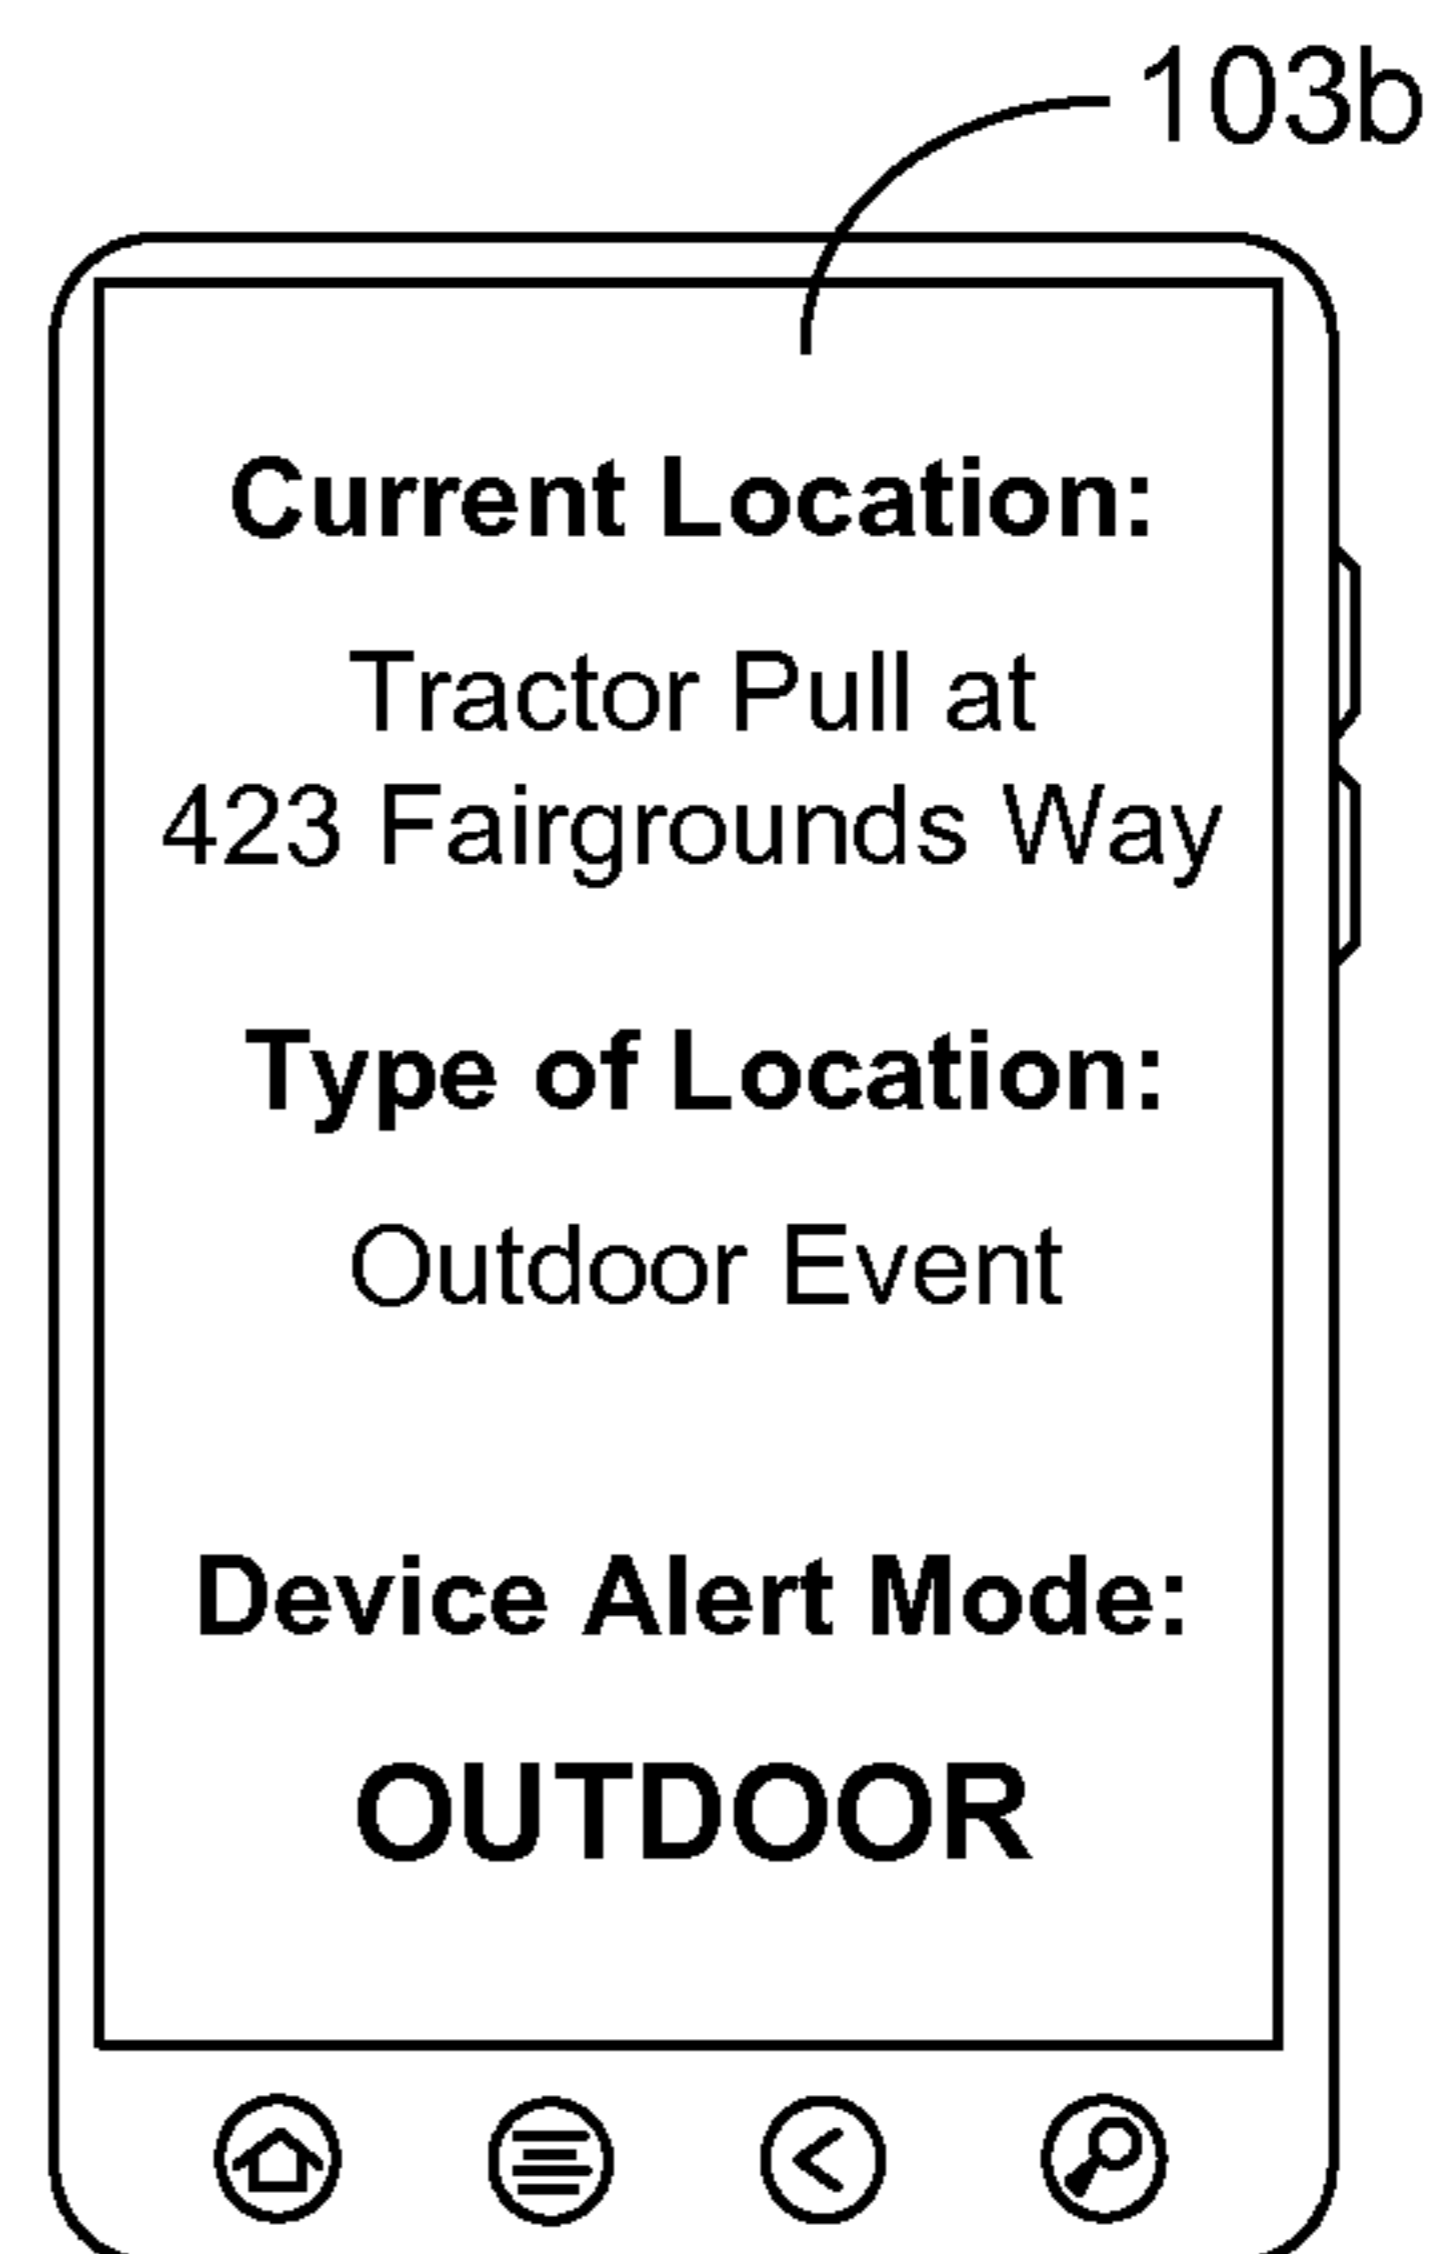 103b
Current Location:
Tractor Pull at
423 Fairgrounds Way
Type of Location:
Outdoor Event
Device Alert Mode:
OUTDOOR